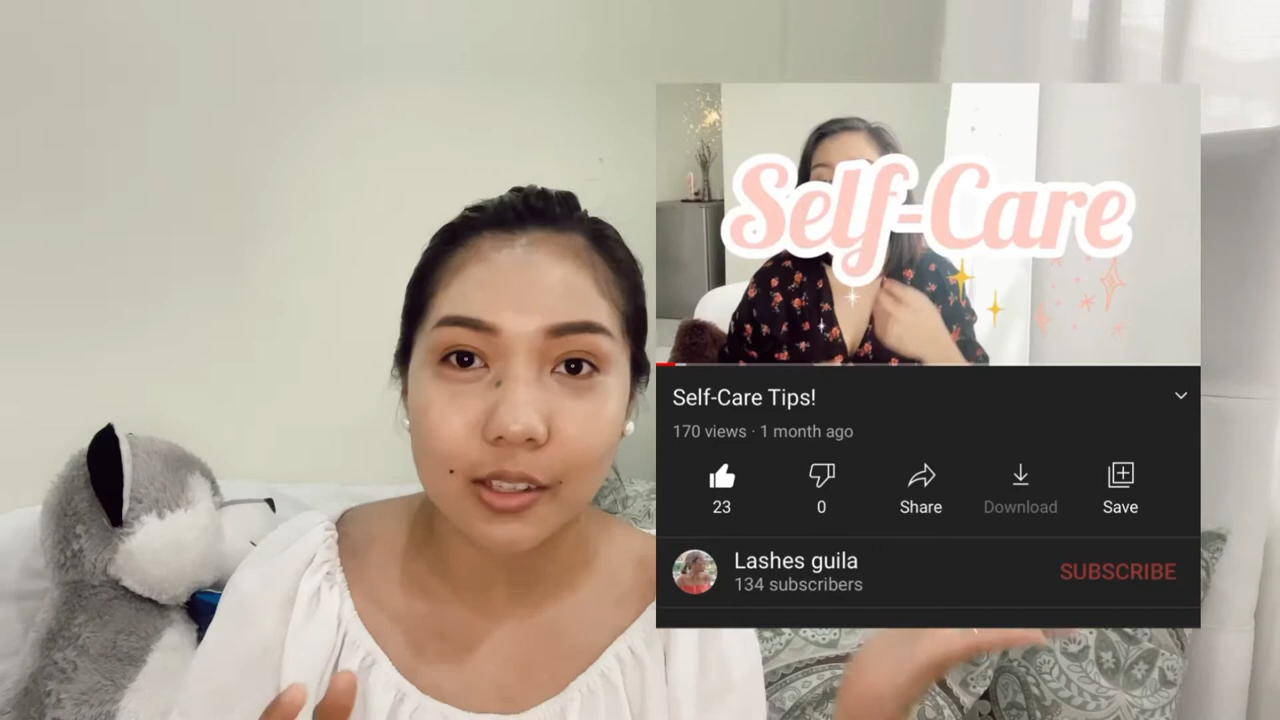 Self-Care
Self-Care Tips!
170 views · 1 month ago
23
0
Share
Download
Save
Lashes guila
134 subscribers
SUBSCRIBE